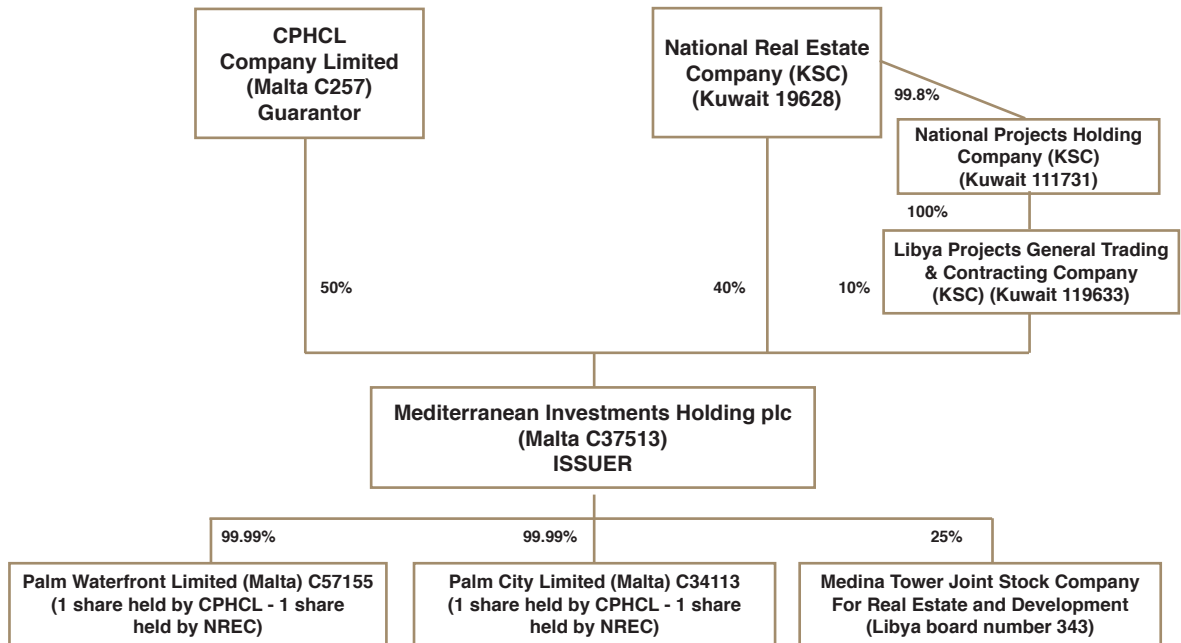 CPHCL
Company Limited
(Malta C257)
Guarantor
National Real Estate
Company (KSC)
(Kuwait 19628)
99.8%
National Projects Holding
Company (KSC)
(Kuwait 111731)
100%
Libya Projects General Trading
& Contracting Company
(KSC) (Kuwait 119633)
50%
40%
10%
Mediterranean Investments Holding plc
(Malta C37513)
ISSUER
99.99%
99.99%
25%
Palm Waterfront Limited (Malta) C57155
(1 share held by CPHCL - 1 share
held by NREC)
Palm City Limited (Malta) C34113
(1 share held by CPHCL - 1 share
held by NREC)
Medina Tower Joint Stock Company
For Real Estate and Development
(Libya board number 343)